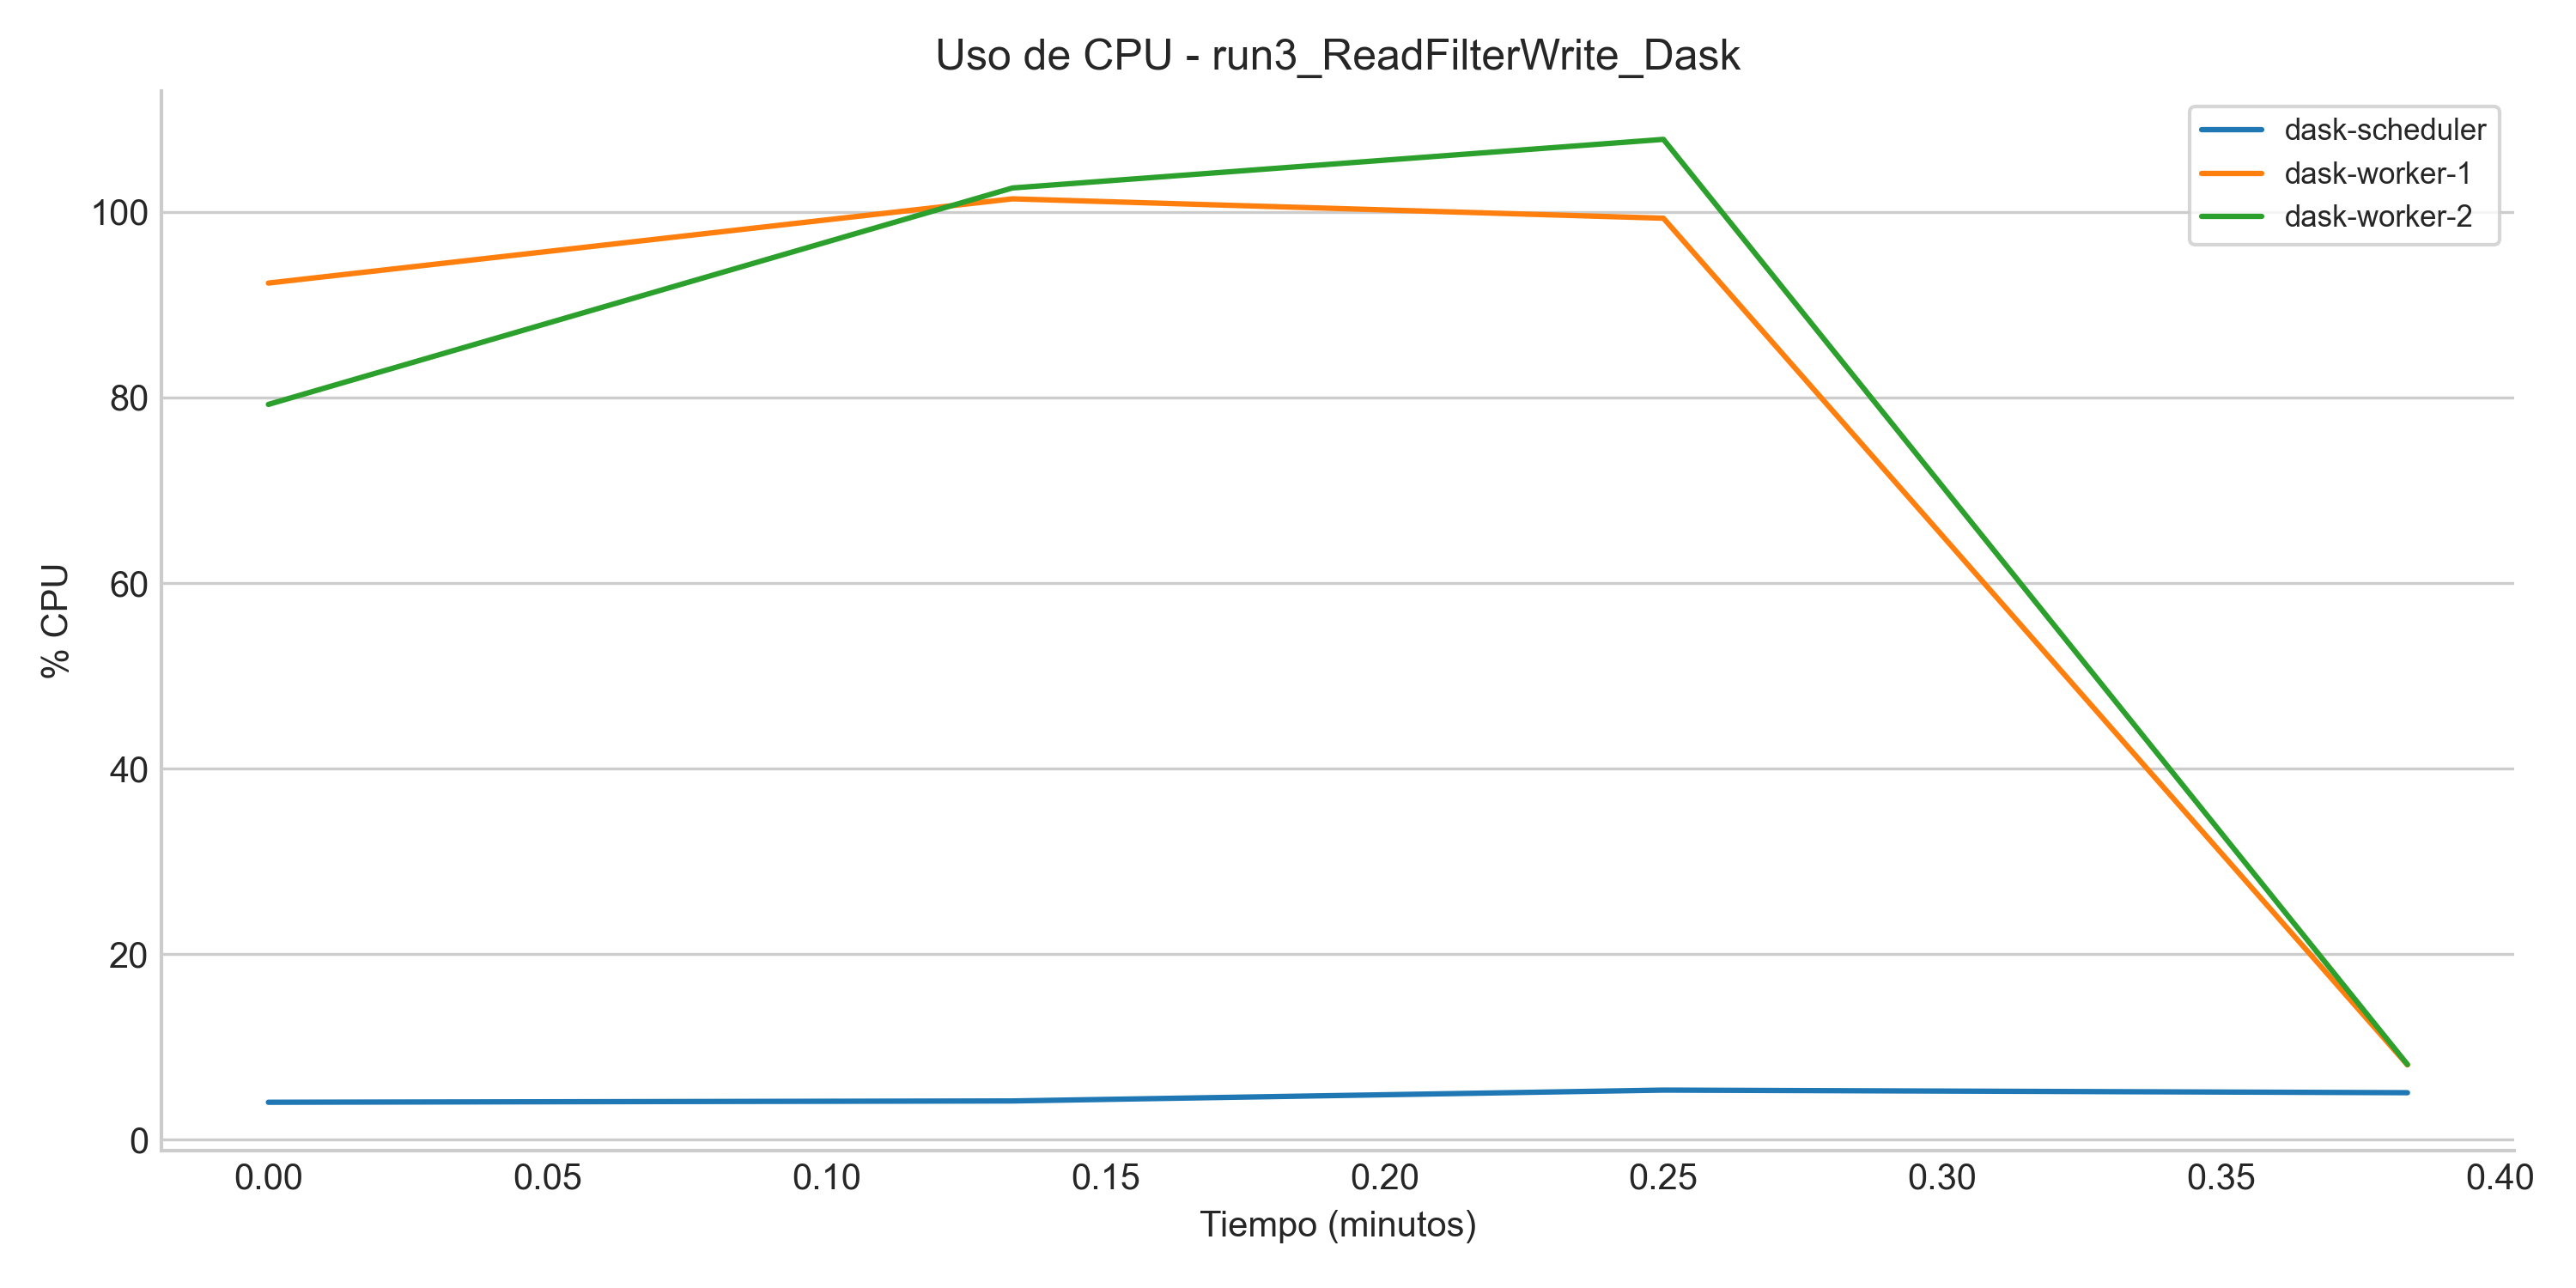 Uso de CPU - run3_ReadFilterWrite_Dask
dask-scheduler
dask-worker-1
dask-worker-2
% CPU
100
80
60
40
20
0
0.00 0.05 0.10 0.15 0.20 0.25 0.30 0.35 0.40
Tiempo (minutos)